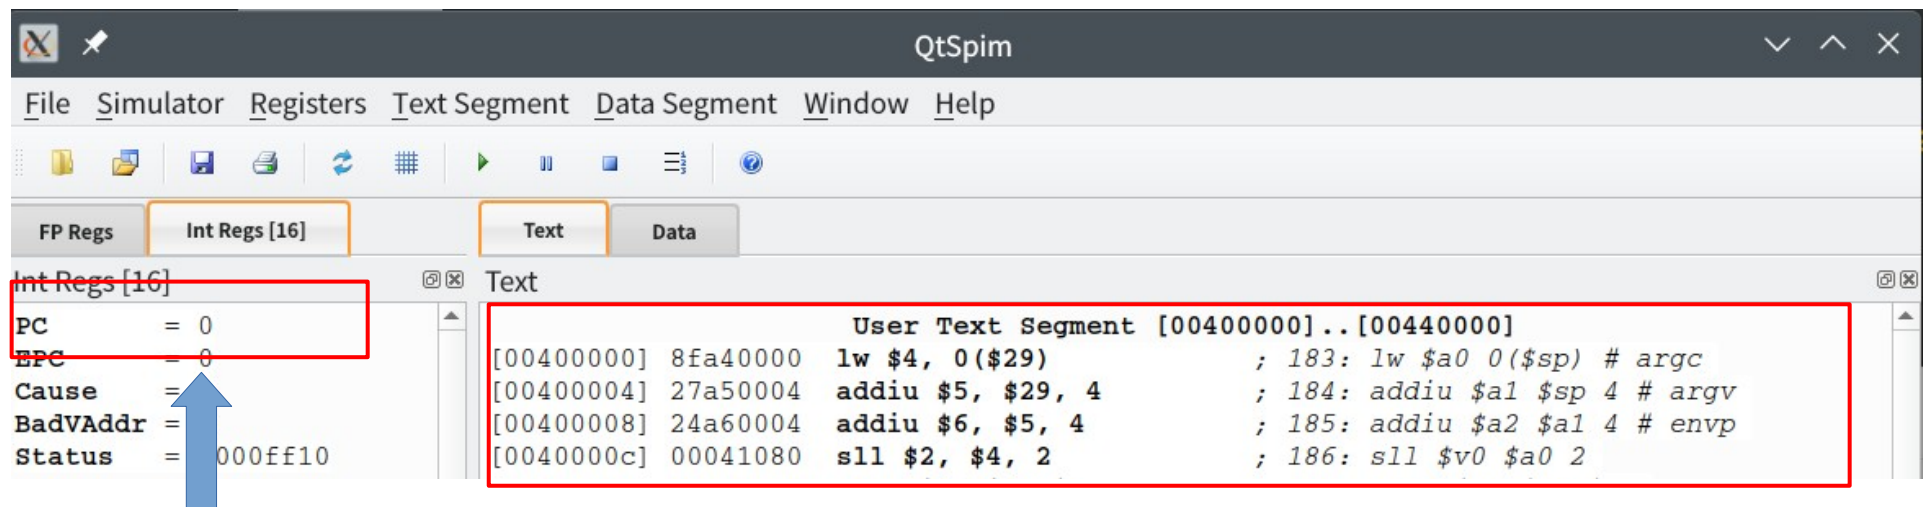 QtSpim
File Simulator Registers Text Segment Data Segment Window Help
FP Regs Int Regs [16] Text Data
Int Regs [16]
Text
PC = 0
EPC = 0
Cause =
BadVAddr =
Status = 000ff10
User Text Segment [00400000]..[00440000]
[00400000] 8fa40000 lw $4, 0($29) ; 183: lw $a0 0($sp) # argc
[00400004] 27a50004 addiu $5, $29, 4 ; 184: addiu $a1 $sp 4 # argv
[00400008] 24a60004 addiu $6, $5, 4 ; 185: addiu $a2 $a1 4 # envp
[0040000c] 00041080 sll $2, $4, 2 ; 186: sll $v0 $a0 2